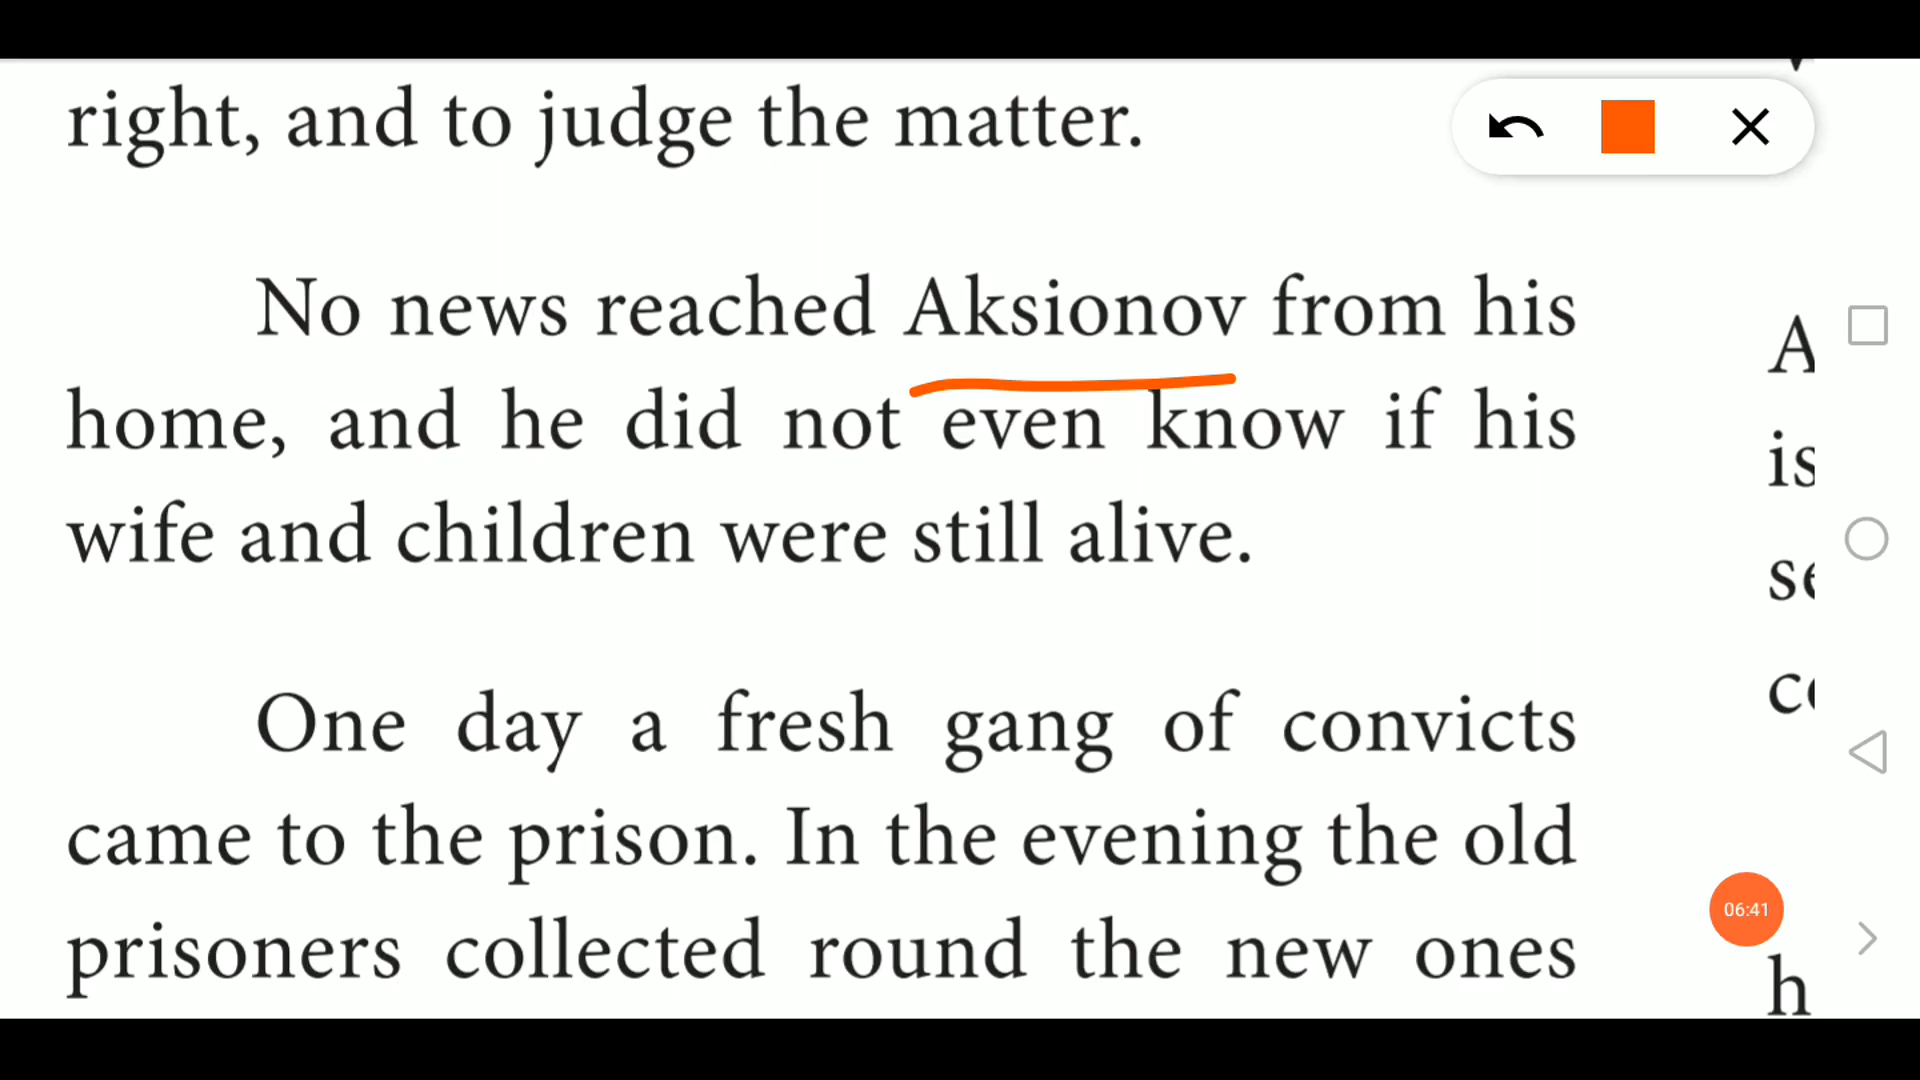 right, and to judge the matter.
No news reached Aksionov from his
home, and he did not even know if his
wife and children were still alive.
One day a fresh gang of convicts
came to the prison. In the evening the old
prisoners collected round the new ones
A
is
06:41
h